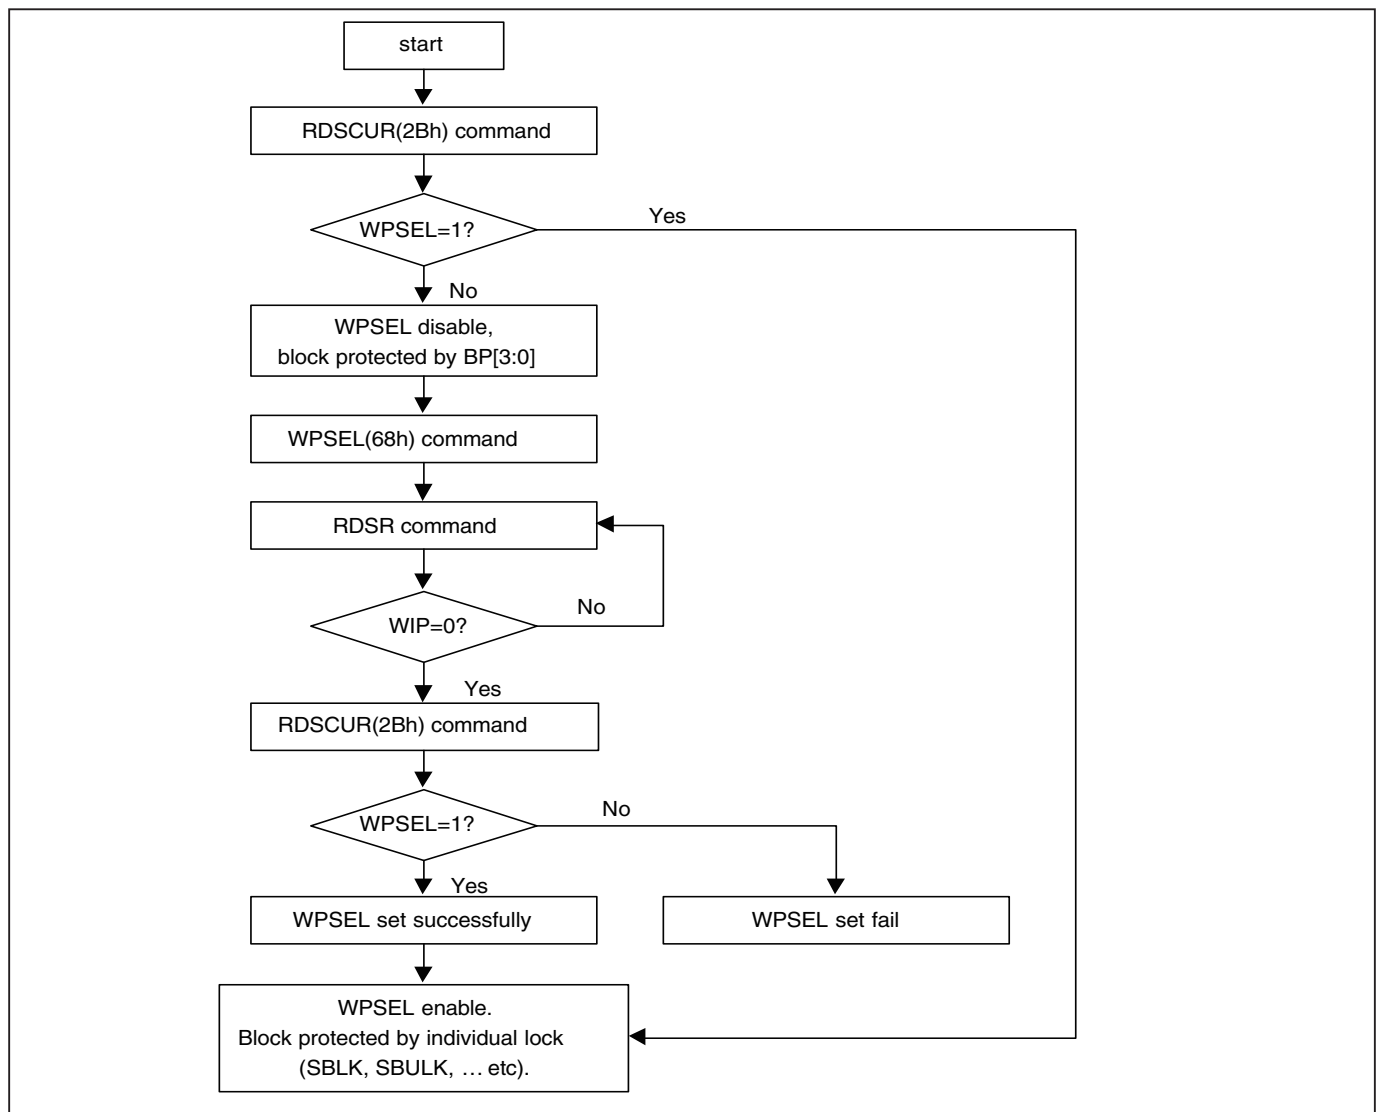 start
RDSCUR(2Bh) command
WPSEL=1?
Yes
No
WPSEL disable,
block protected by BP[3:0]
WPSEL(68h) command
RDSR command
WIP=0?
No
Yes
RDSCUR(2Bh) command
WPSEL=1?
No
Yes
WPSEL set successfully
WPSEL set fail
WPSEL enable.
Block protected by individual lock
(SBLK, SBULK, … etc).